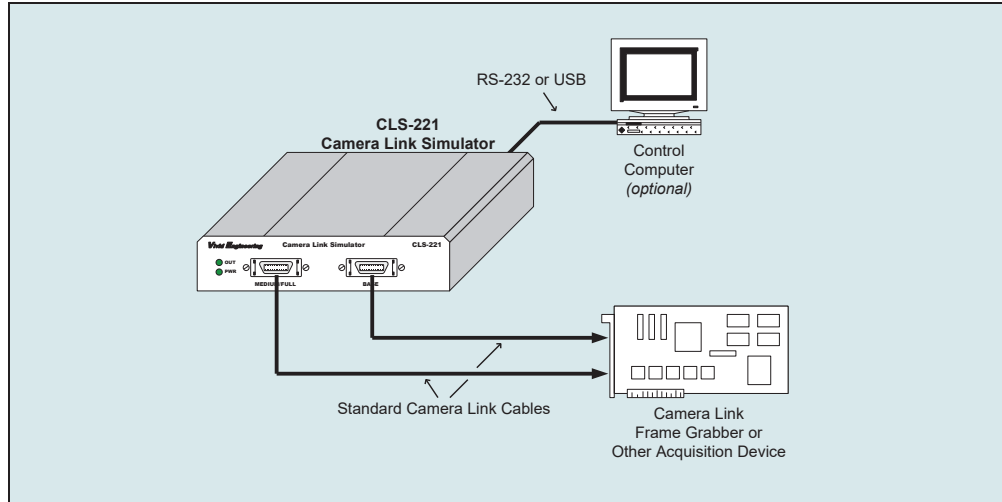 RS-232 or USB
CLS-221
Camera Link Simulator
Control
Computer
(optional)
Vivid Engineering
Camera Link Simulator
CLS-221
OUT
PWR
MEDIUM/FULL
BASE
Standard Camera Link Cables
Camera Link
Frame Grabber or
Other Acquisition Device